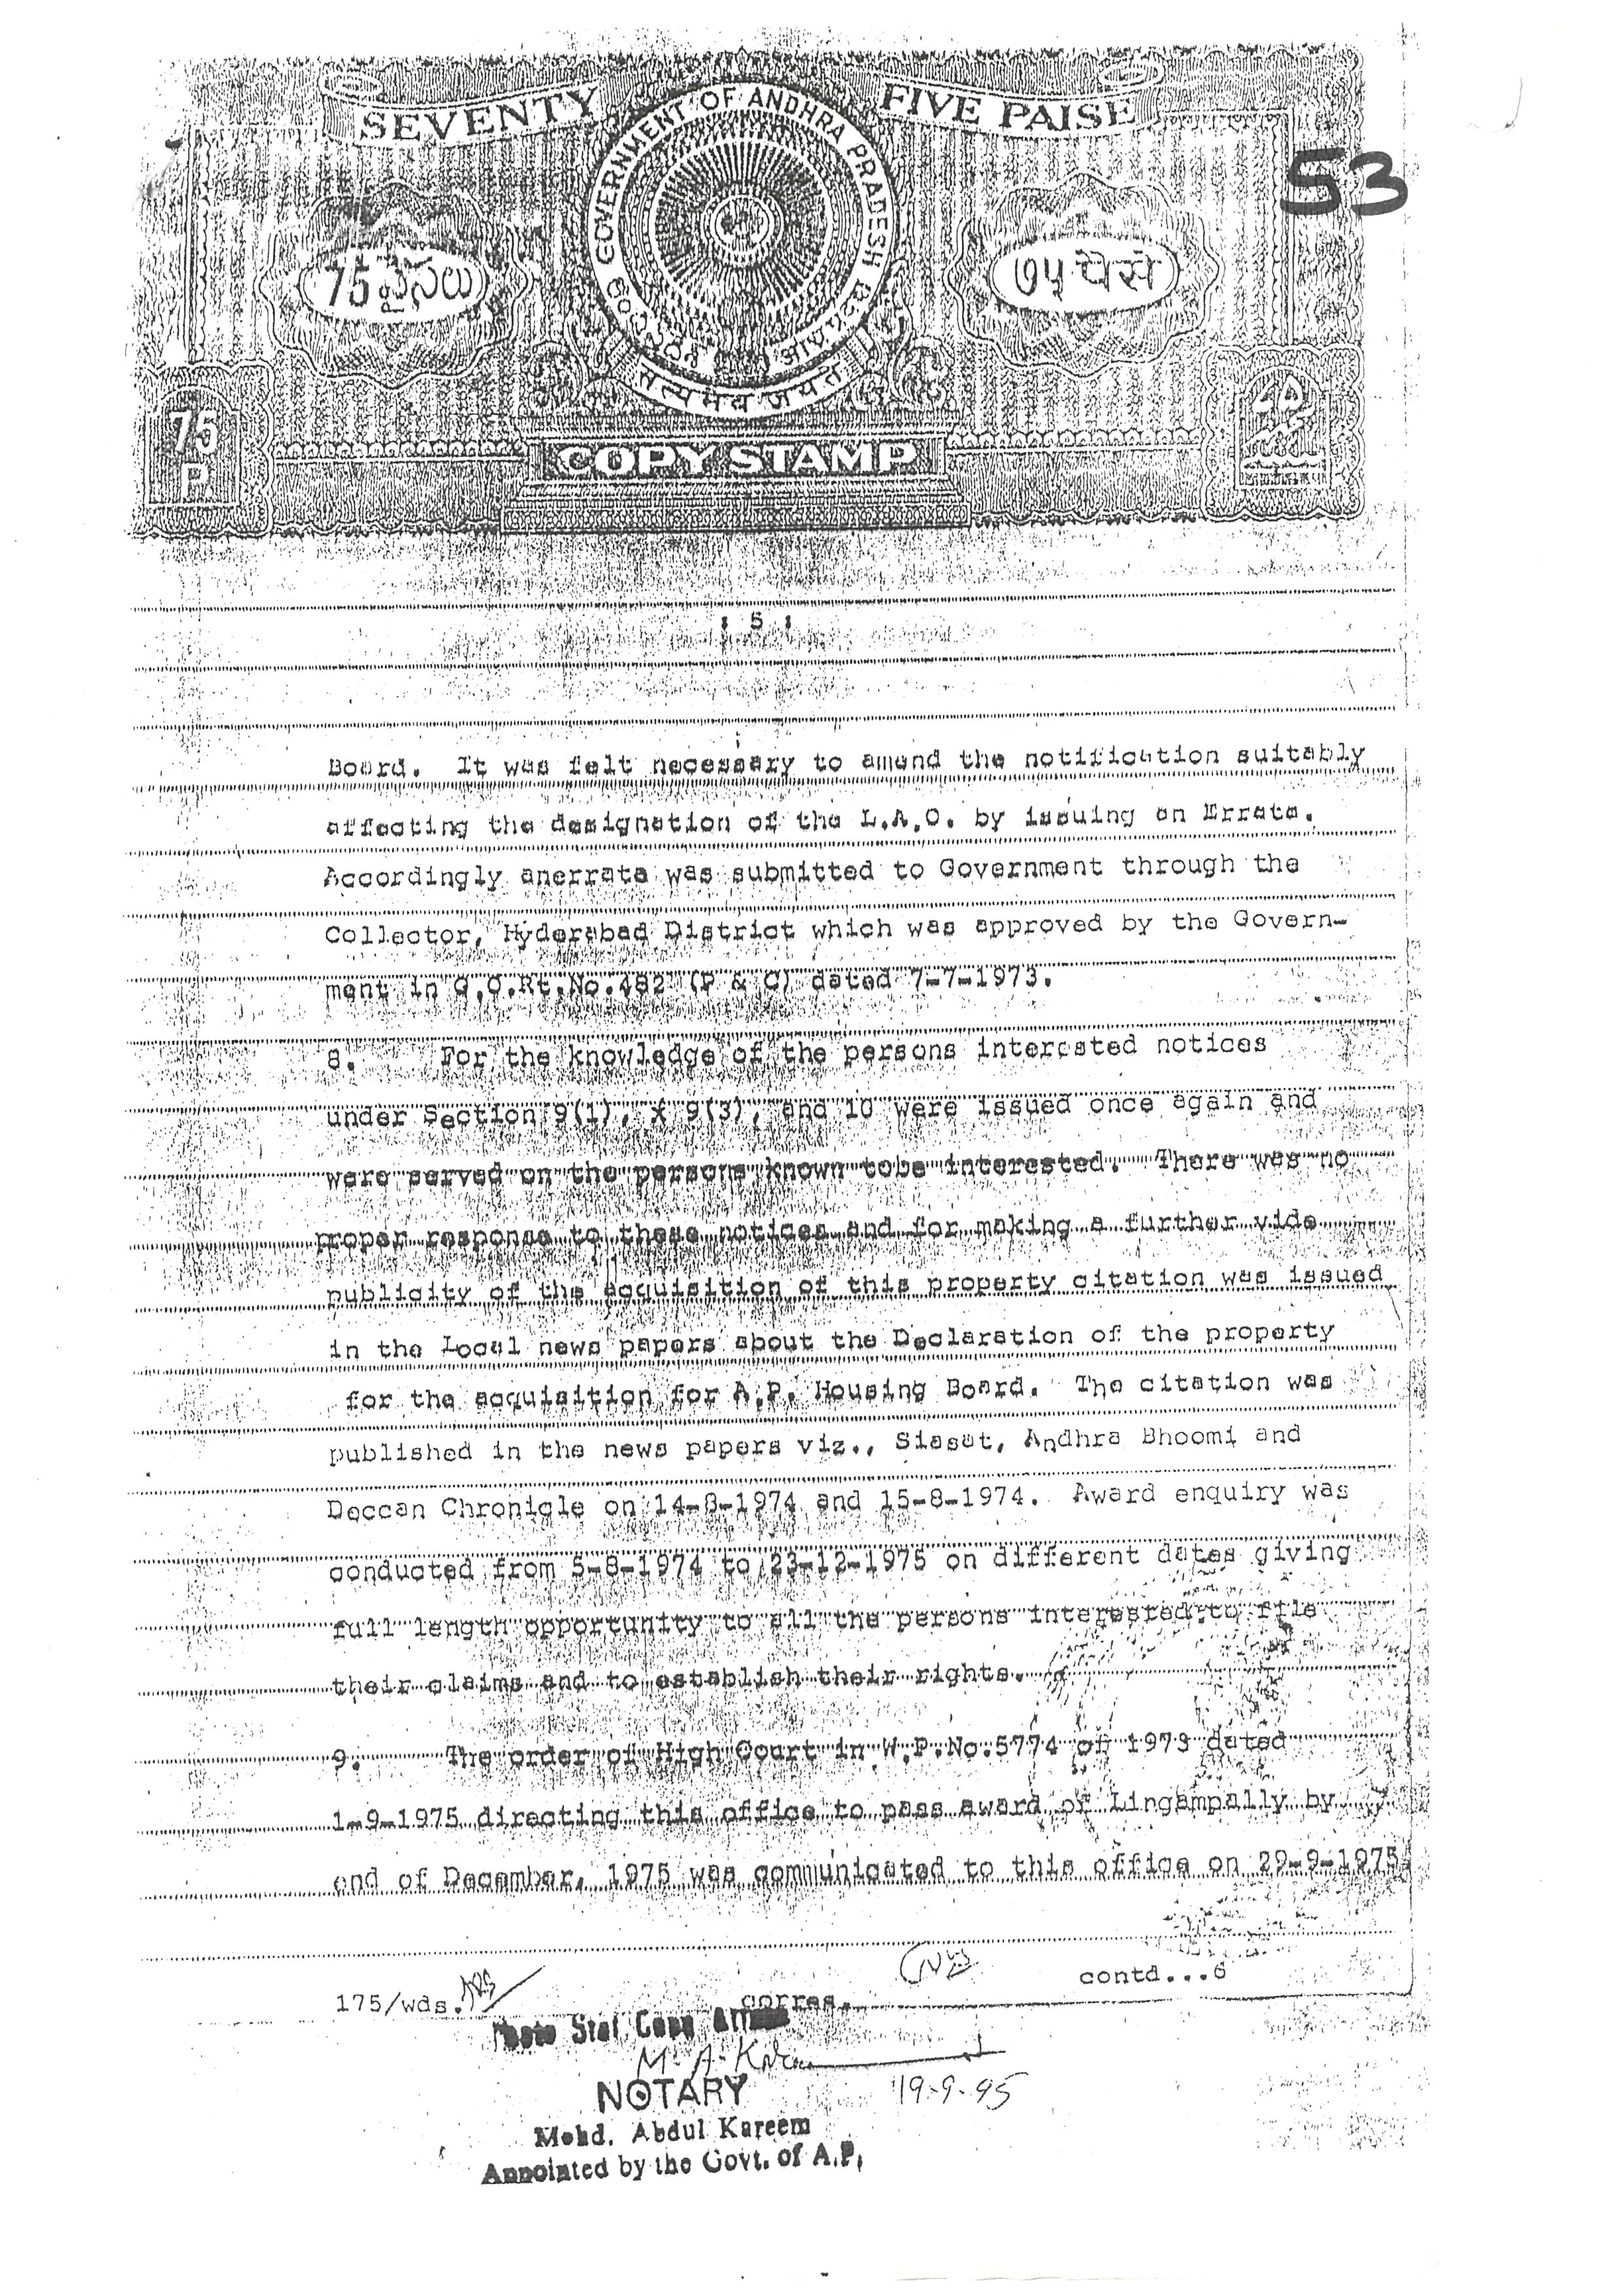 SEVENTY FIVE PAISE
GOVERNMENT OF ANDHRA PRADESH
53
75 పైసలు
७५ पैसे
सत्यमेव जयते
75
P
COPY STAMP
: 5 :
Board. It was felt necessary to amend the notification suitably
affecting the designation of the L.A.O. by issuing an Errata.
Accordingly anerrata was submitted to Government through the
Collector, Hyderabad District which was approved by the Govern-
ment in G.O.Rt.No.482 (P & C) dated 7-7-1973.
8. For the knowledge of the persons interested notices
under Section 9(1), x 9(3), and 10 were issued once again and
were served on the persons known tobe interested. There was no
proper response to these notices and for making a further vide
publicity of the acquisition of this property citation was issued
in the Local news papers about the Declaration of the property
for the acquisition for A.P. Housing Board. The citation was
published in the news papers viz., Siasat, Andhra Bhoomi and
Deccan Chronicle on 14-8-1974 and 15-8-1974. Award enquiry was
conducted from 5-8-1974 to 23-12-1975 on different dates giving
full length opportunity to all the persons interested to file
their claims and to establish their rights.
9. The order of High Court in W.P.No.5774 of 1973 dated
1-9-1975 directing this office to pass award of Lingampally by
end of December, 1975 was communicated to this office on 29-9-1975
contd...6
175/wds.
corres.
Photo Stat Copy
M. A. Kareem
NOTARY 19-9-95
Mohd. Abdul Kareem
Appointed by the Govt. of A.P.